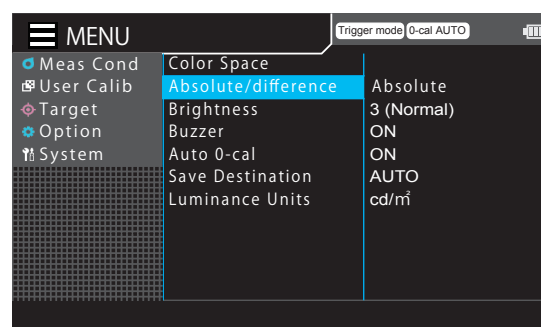 MENU
Trigger mode 0-cal AUTO
Meas Cond
User Calib
Target
Option
System
Color Space
Absolute/difference Absolute
Brightness 3 (Normal)
Buzzer ON
Auto 0-cal ON
Save Destination AUTO
Luminance Units cd/㎡